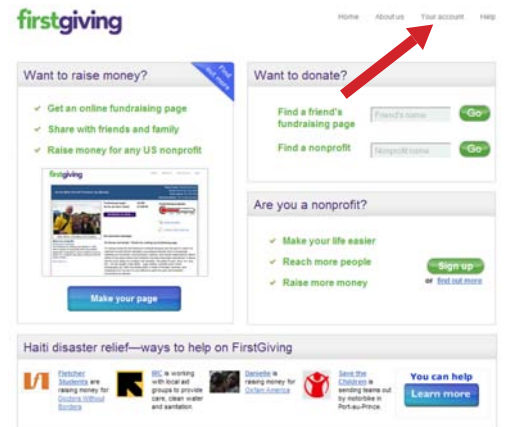 firstgiving
Home About us Your account Help
Want to raise money?
Find out more
Get an online fundraising page
Share with friends and family
Raise money for any US nonprofit
firstgiving
Make your page
Want to donate?
Find a friend's
fundraising page
Friend's name
Go
Find a nonprofit
Nonprofit name
Go
Are you a nonprofit?
Make your life easier
Reach more people
Raise more money
Sign up
or find out more
Haiti disaster relief—ways to help on FirstGiving
Fletcher
Students are
raising money for
Doctors Without
Borders
IRC is working
with local aid
groups to provide
care, clean water
and sanitation.
Danielle is
raising money for
Oxfam America
Save the
Children is
sending teams out
by motorbike in
Port-au-Prince.
You can help
Learn more